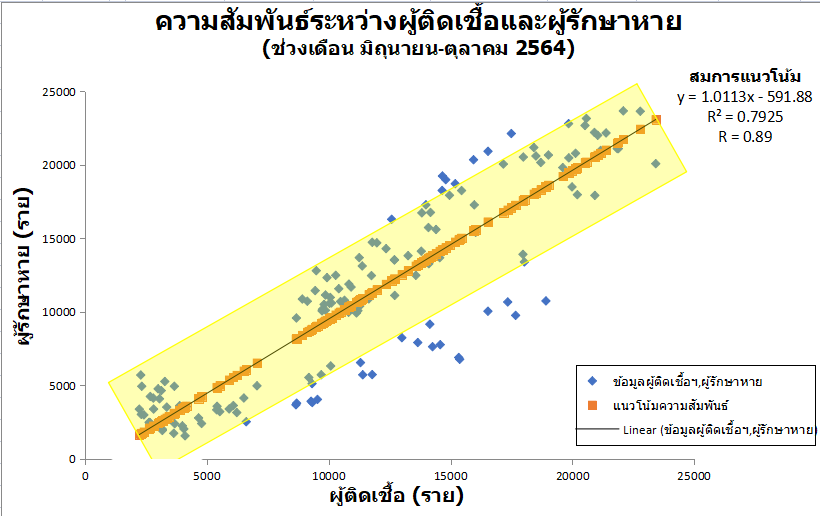 ความสัมพันธ์ระหว่างผู้ติดเชื้อและผู้รักษาหาย
(ช่วงเดือน มิถุนายน-ตุลาคม 2564)
สมการแนวโน้ม
y = 1.0113x - 591.88
R² = 0.7925
R = 0.89
ผู้รักษาหาย (ราย)
25000
20000
15000
10000
5000
0
0 5000 10000 15000 20000 25000
ผู้ติดเชื้อ (ราย)
ข้อมูลผู้ติดเชื้อฯ,ผู้รักษาหาย
แนวโน้มความสัมพันธ์
Linear (ข้อมูลผู้ติดเชื้อฯ,ผู้รักษาหาย)